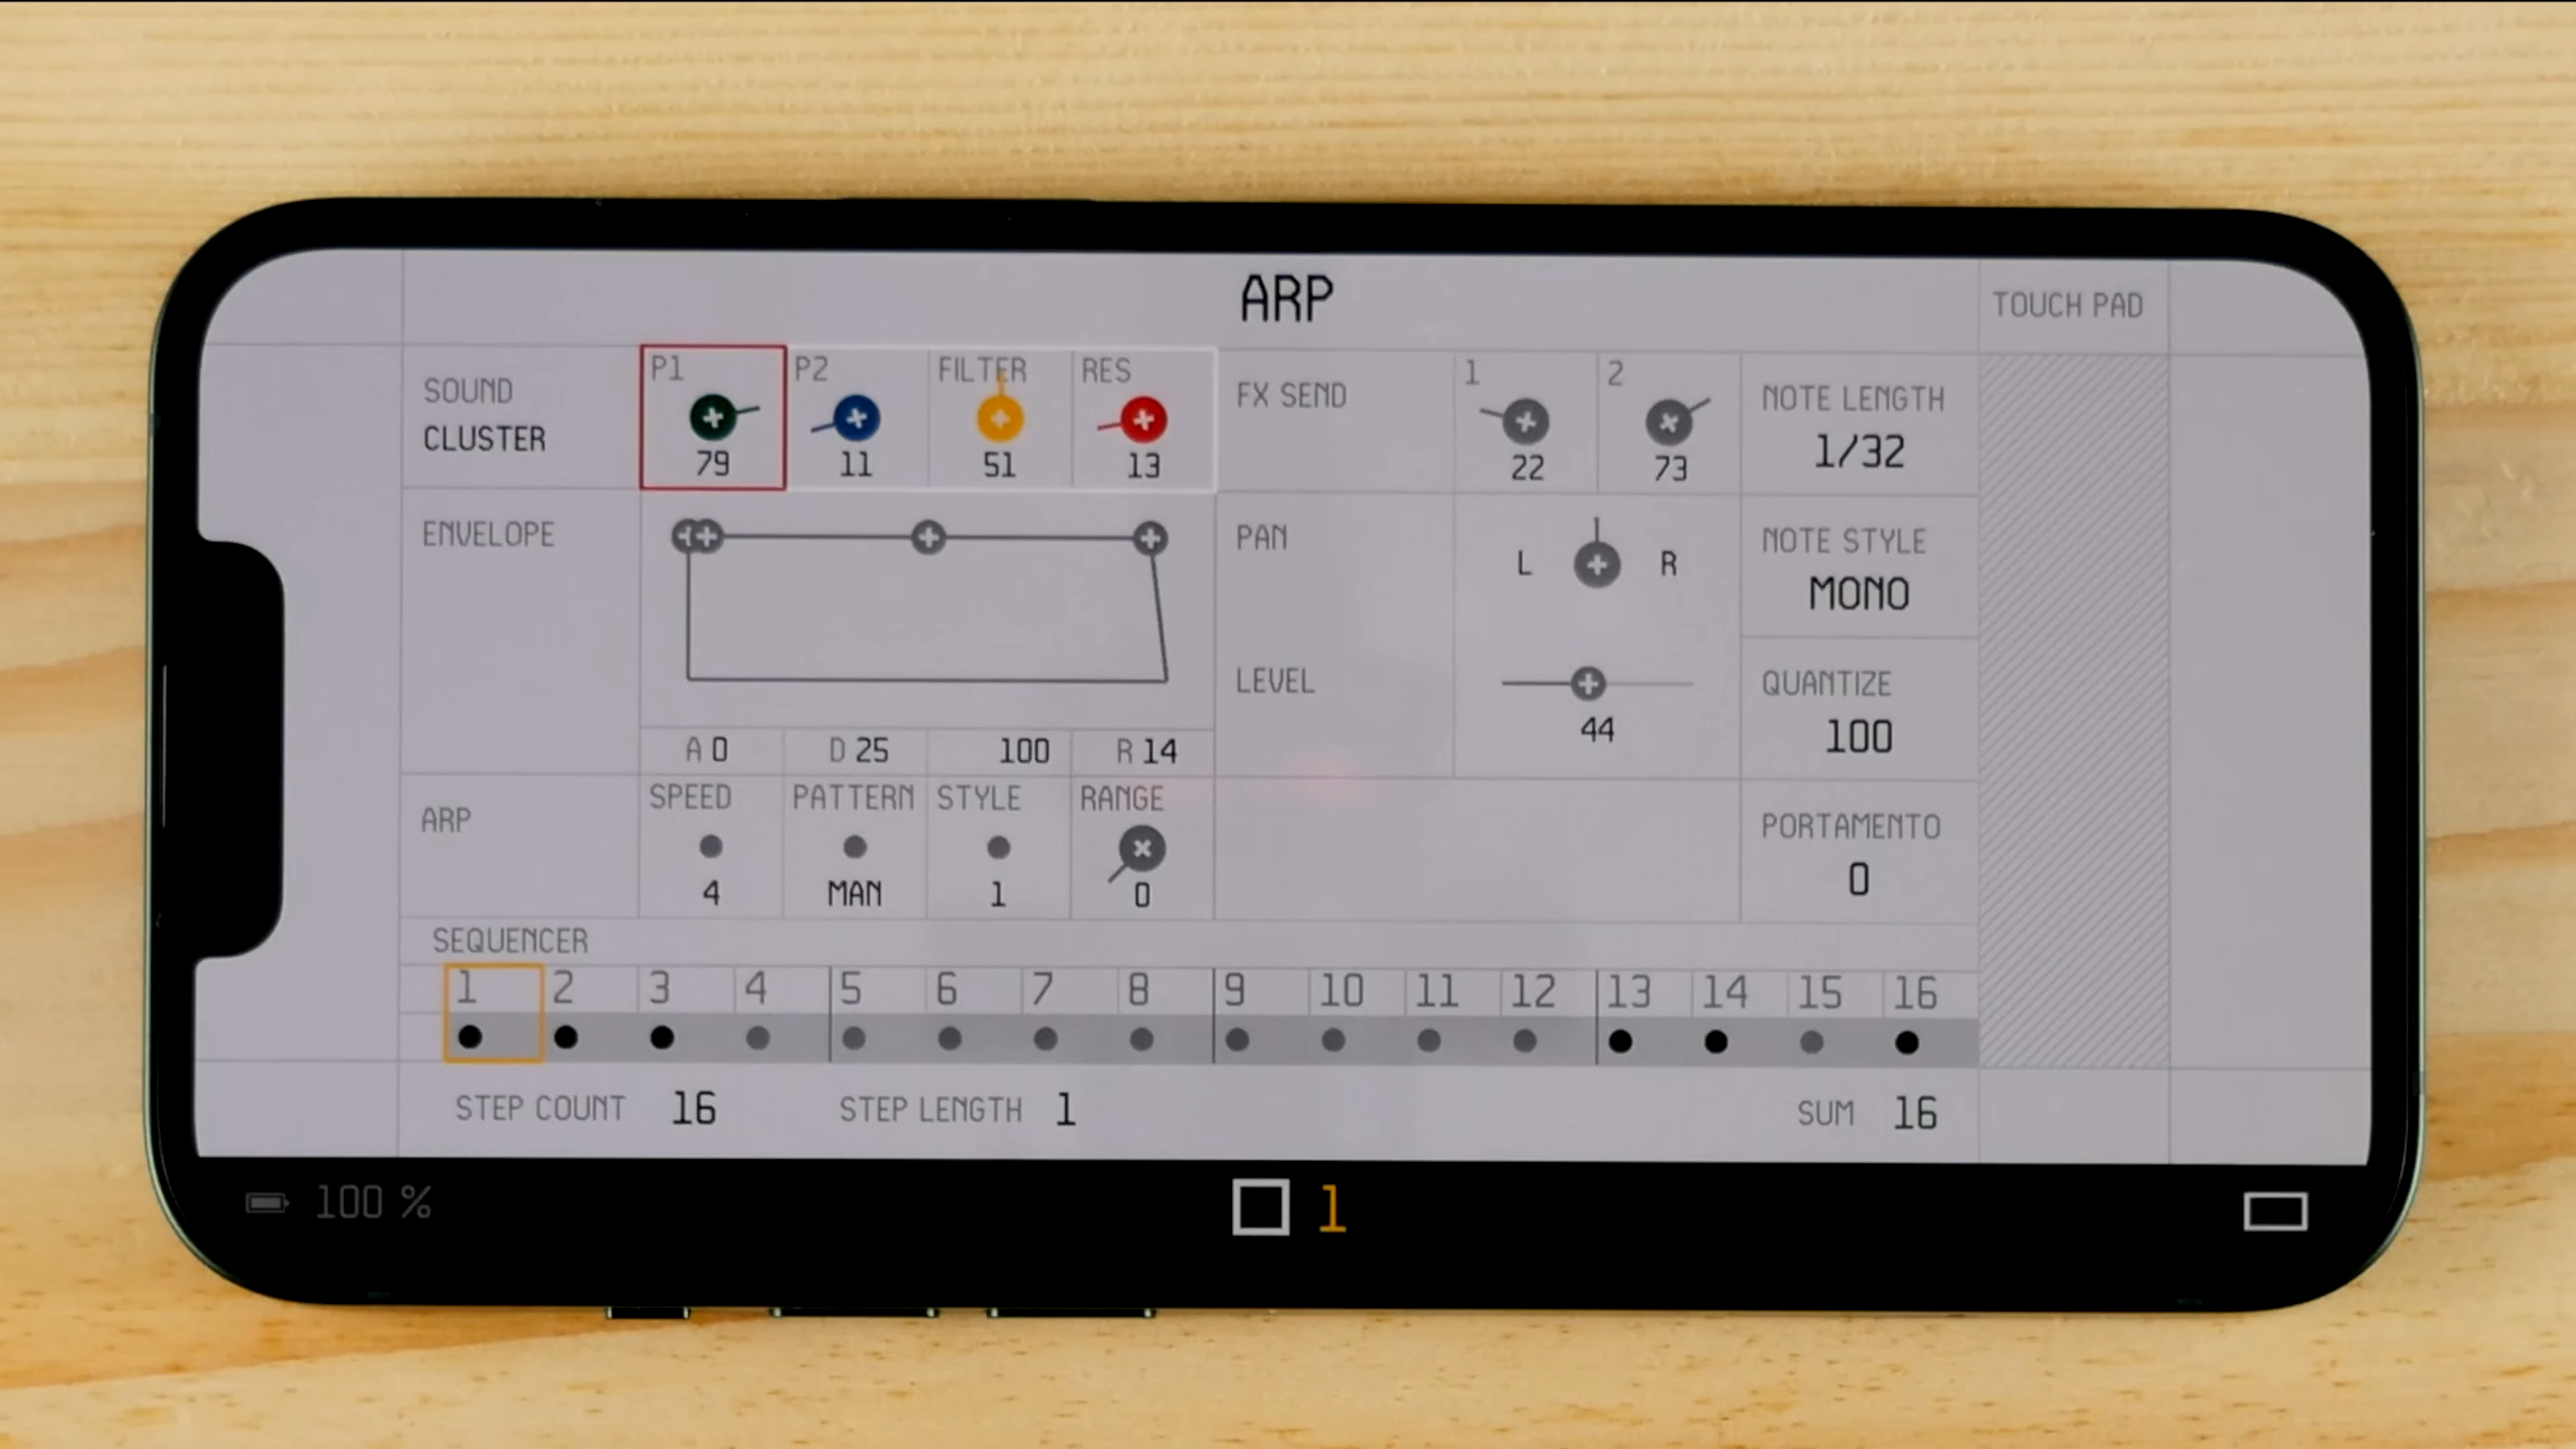 ARP
TOUCH PAD
SOUND
CLUSTER
P1
79
P2
11
FILTER
51
RES
13
FX SEND
1
22
2
73
NOTE LENGTH
1/32
ENVELOPE
A 0
D 25
100
R 14
PAN
L
R
NOTE STYLE
MONO
LEVEL
44
QUANTIZE
100
ARP
SPEED
4
PATTERN
MAN
STYLE
1
RANGE
0
PORTAMENTO
0
SEQUENCER
1 2 3 4 5 6 7 8 9 10 11 12 13 14 15 16
STEP COUNT 16
STEP LENGTH 1
SUM 16
100 %
1